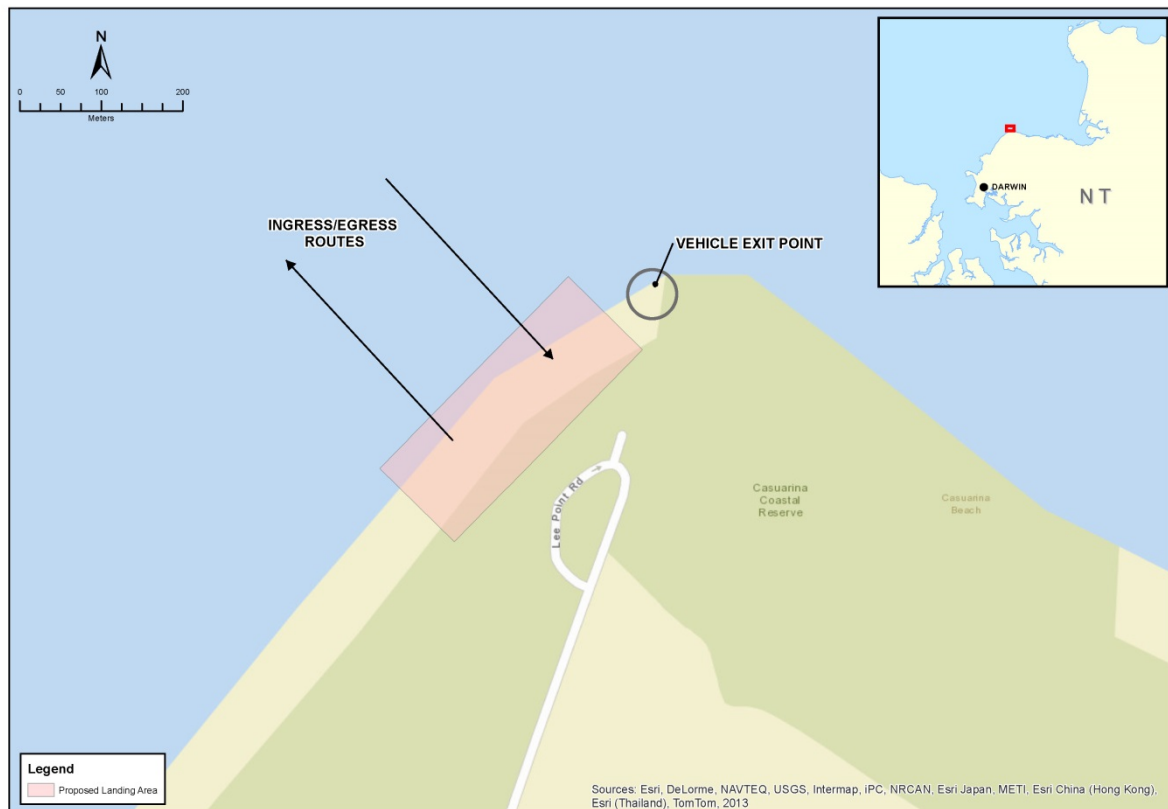 N
0 50 100 200
Meters
DARWIN
NT
INGRESS/EGRESS
ROUTES
VEHICLE EXIT POINT
Lee Point Rd
Casuarina
Coastal
Reserve
Casuarina
Beach
Legend
Proposed Landing Area
Sources: Esri, DeLorme, NAVTEQ, USGS, Intermap, iPC, NRCAN, Esri Japan, METI, Esri China (Hong Kong),
Esri (Thailand), TomTom, 2013